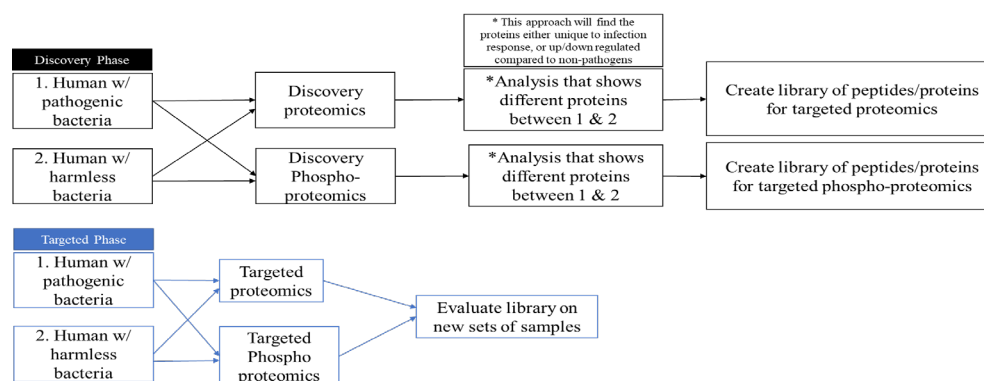 * This approach will find the
proteins either unique to infection
response, or up/down regulated
compared to non-pathogens
Discovery Phase
1. Human w/
pathogenic
bacteria
Discovery
proteomics
*Analysis that shows
different proteins
between 1 & 2
Create library of peptides/proteins
for targeted proteomics
2. Human w/
harmless
bacteria
Discovery
Phospho-
proteomics
*Analysis that shows
different proteins
between 1 & 2
Create library of peptides/proteins
for targeted phospho-proteomics
Targeted Phase
1. Human w/
pathogenic
bacteria
Targeted
proteomics
Evaluate library on
new sets of samples
2. Human w/
harmless
bacteria
Targeted
Phospho
proteomics